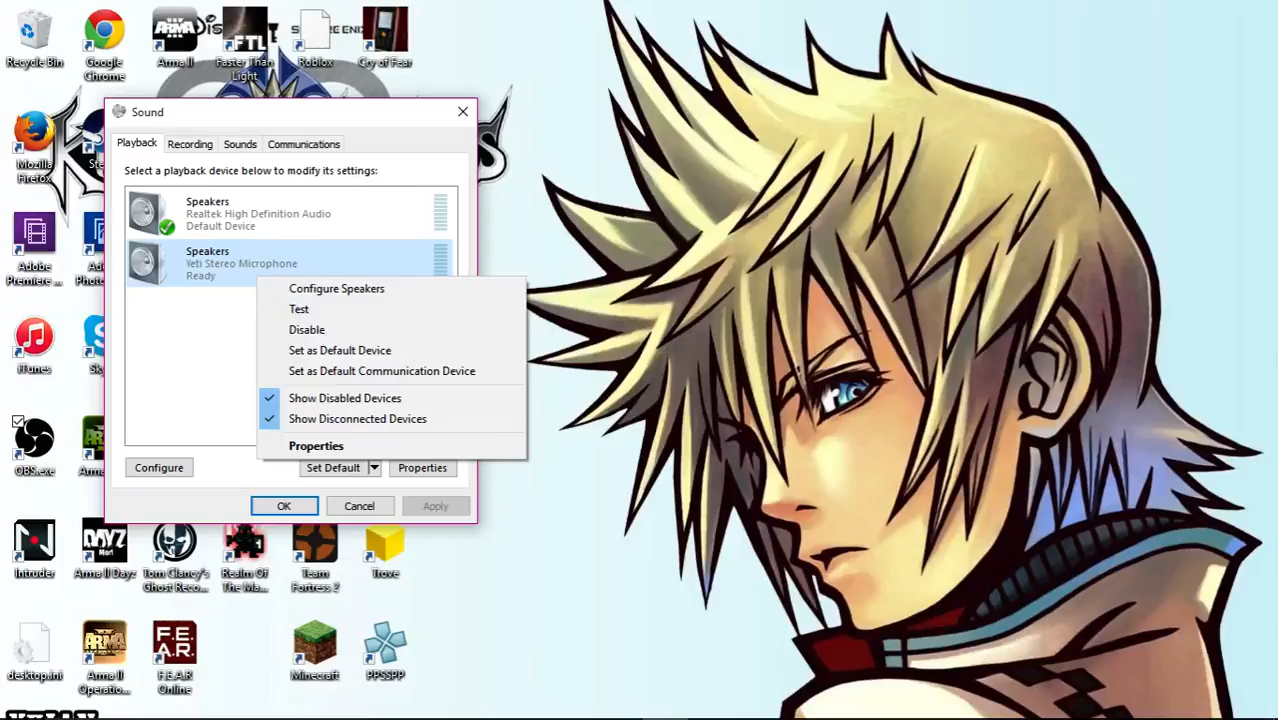 Recycle Bin
Google
Chrome
ARMA
Arma II
FTL
Faster Than
Light
Roblox
Cry of Fear
Sound
Playback
Recording
Sounds
Communications
Select a playback device below to modify its settings:
Speakers
Realtek High Definition Audio
Default Device
Speakers
Yeti Stereo Microphone
Ready
Configure Speakers
Test
Disable
Set as Default Device
Set as Default Communication Device
Show Disabled Devices
Show Disconnected Devices
Properties
Configure
Set Default
Properties
OK
Cancel
Apply
Mozilla
Firefox
Adobe
Premiere ...
iTunes
OBS.exe
Intruder
DAYZ
Mod
Arma II Dayz
Tom Clancy's
Ghost Reco...
Realm Of
The Ma...
Team
Fortress 2
Trove
desktop.ini
ARMA
Arma II
Operatio...
F.E.
A.R.
F.E.A.R
Online
Minecraft
PPSSPP